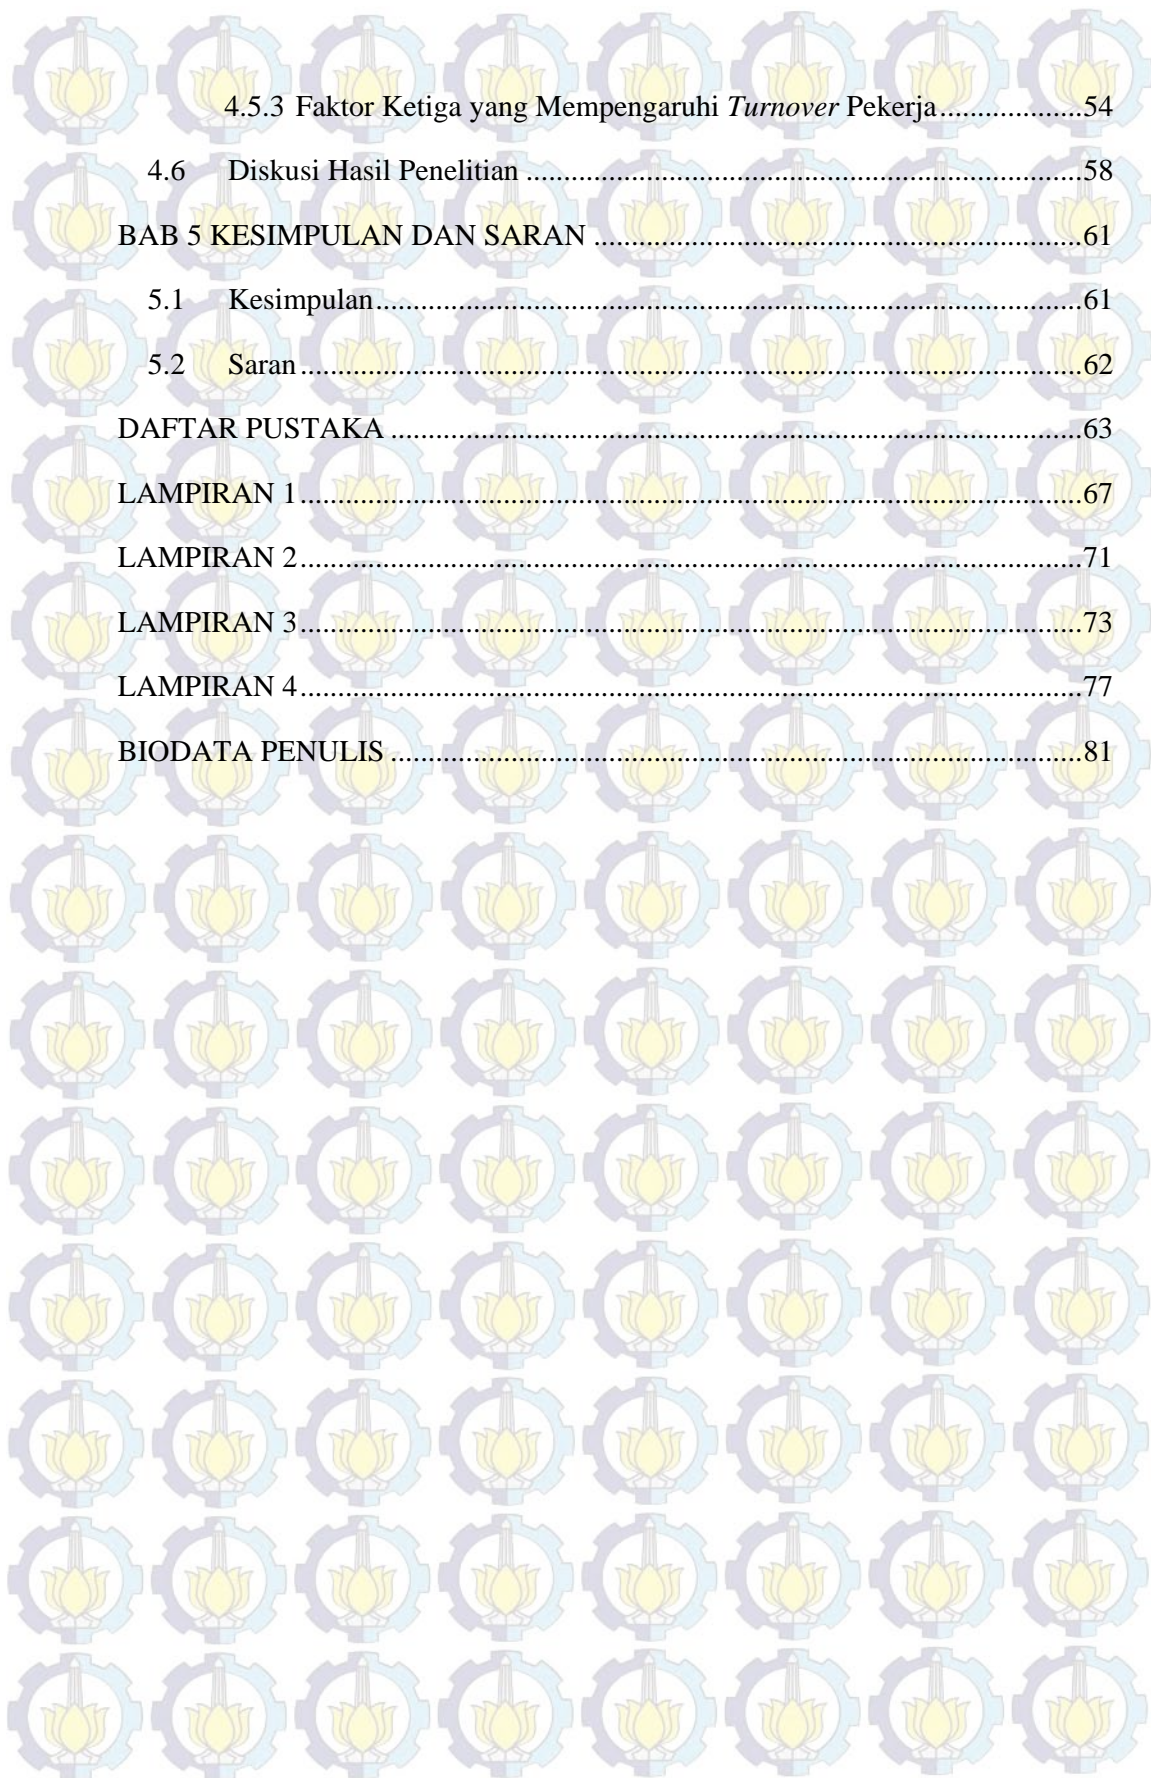 4.5.3 Faktor Ketiga yang Mempengaruhi Turnover Pekerja...................54
4.6 Diskusi Hasil Penelitian ..........................................................................58
BAB 5 KESIMPULAN DAN SARAN .................................................................61
5.1 Kesimpulan..............................................................................................61
5.2 Saran........................................................................................................62
DAFTAR PUSTAKA ............................................................................................63
LAMPIRAN 1........................................................................................................67
LAMPIRAN 2........................................................................................................71
LAMPIRAN 3........................................................................................................73
LAMPIRAN 4........................................................................................................77
BIODATA PENULIS ............................................................................................81